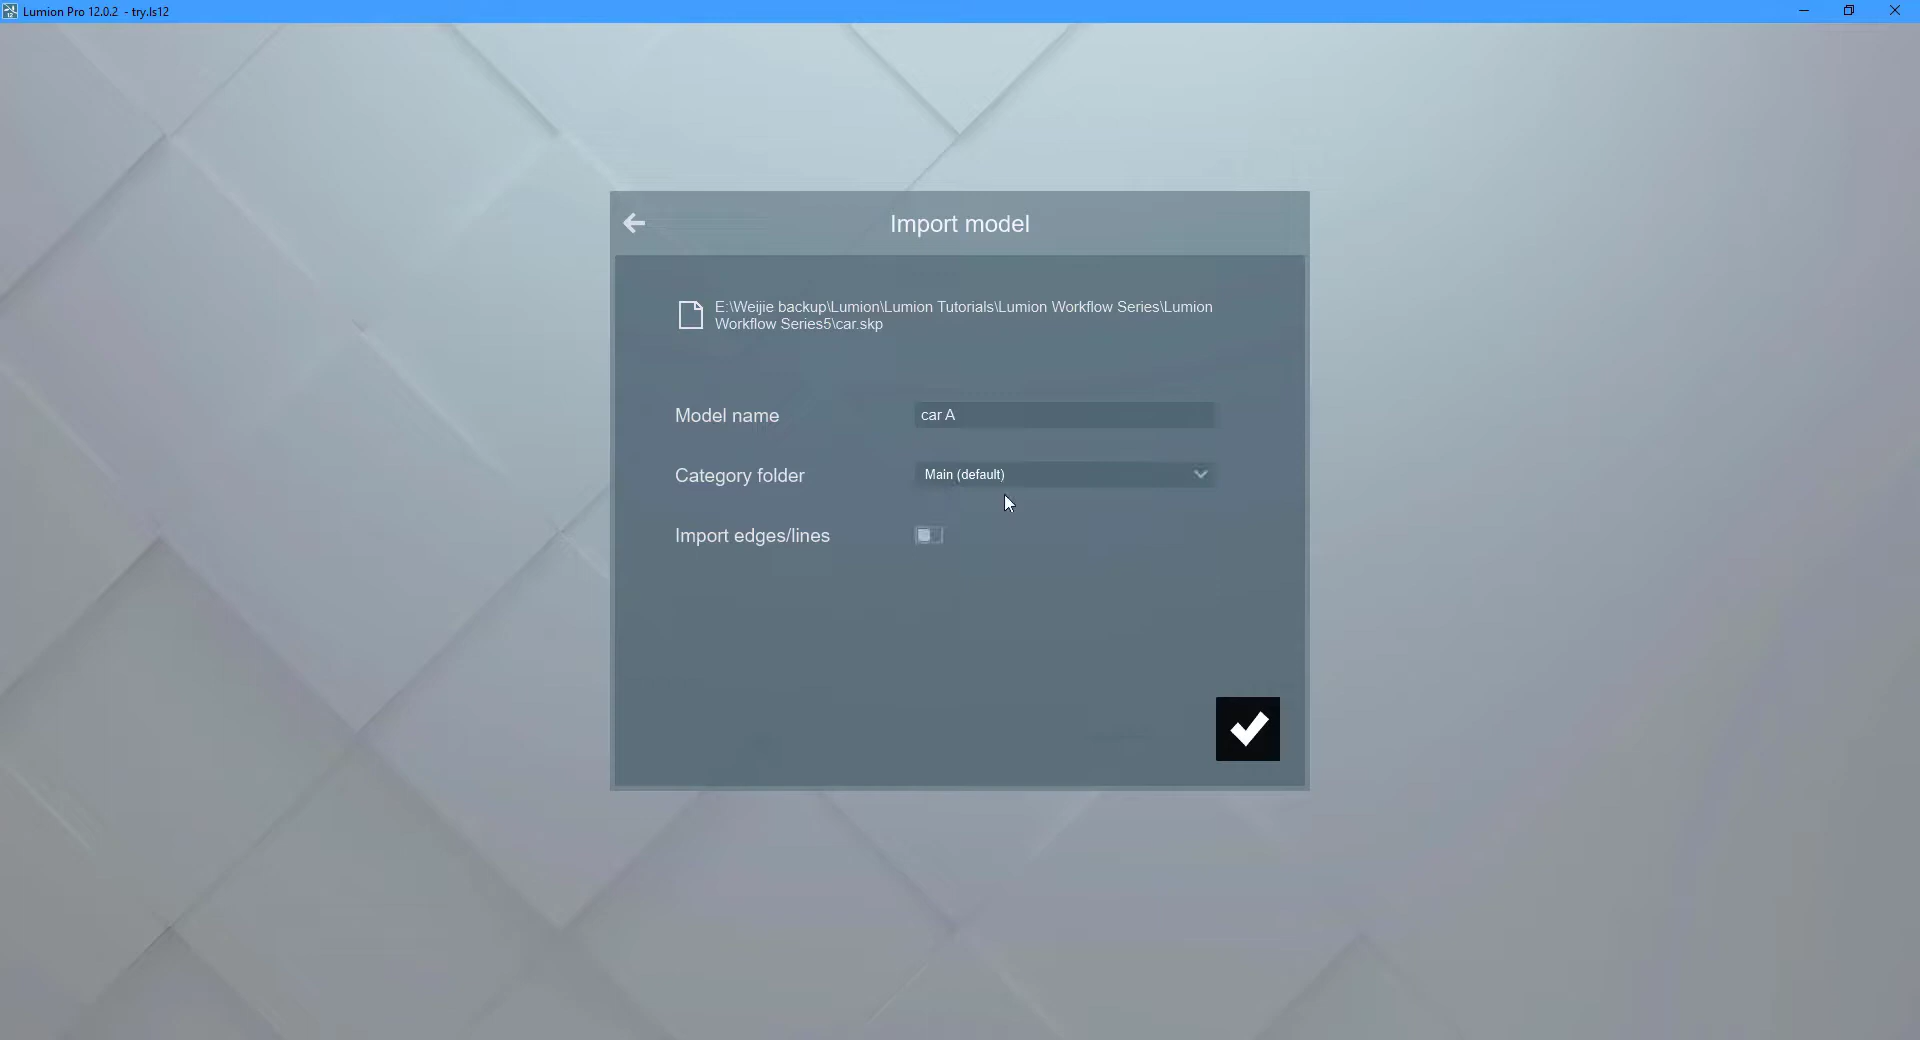 Lumion Pro 12.0.2 - try.ls12
Import model
E:\Weijie backup\Lumion\Lumion Tutorials\Lumion Workflow Series\Lumion
Workflow Series5\car.skp
Model name
car A
Category folder
Main (default)
Import edges/lines